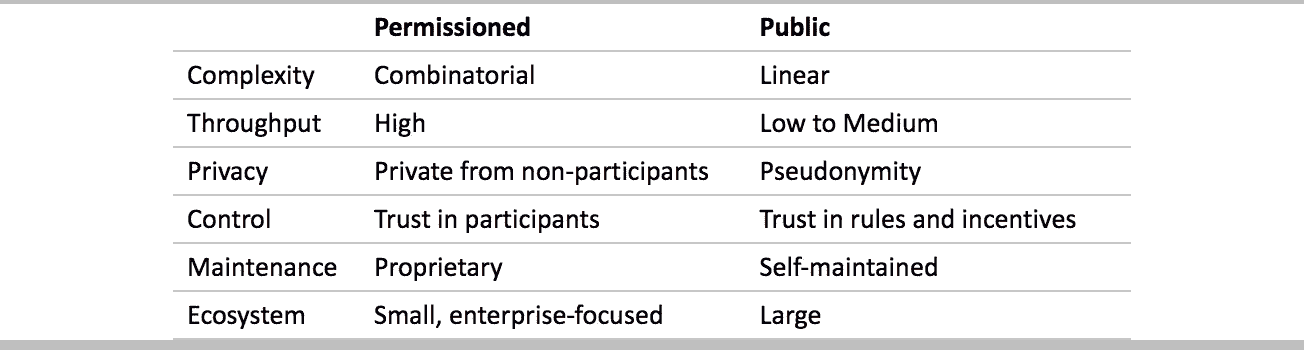 Permissioned Public
Complexity Combinatorial Linear
Throughput High Low to Medium
Privacy Private from non-participants Pseudonymity
Control Trust in participants Trust in rules and incentives
Maintenance Proprietary Self-maintained
Ecosystem Small, enterprise-focused Large